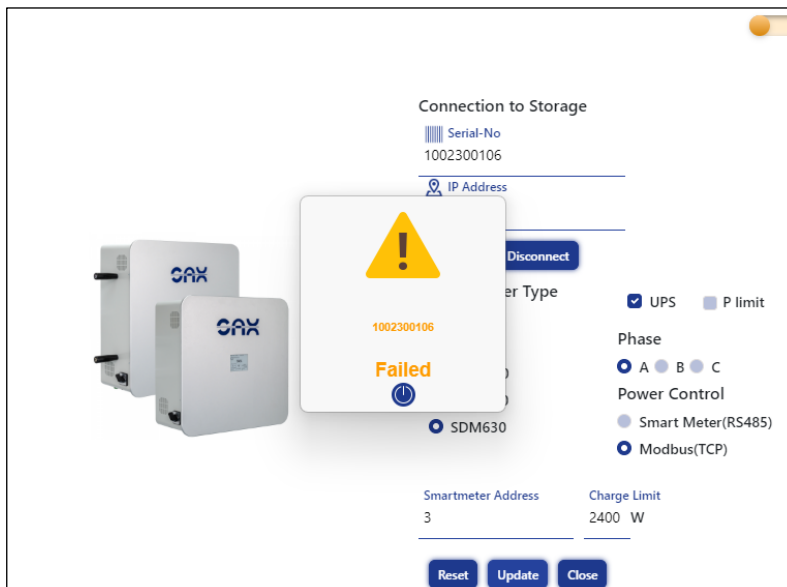 Connection to Storage
Serial-No
1002300106
IP Address
Disconnect
er Type
UPS
P limit
1002300106
Failed
Phase
A B C
Power Control
SDM630
Smart Meter(RS485)
Modbus(TCP)
Smartmeter Address
Charge Limit
3
2400 W
Reset
Update
Close
SAX
SAX